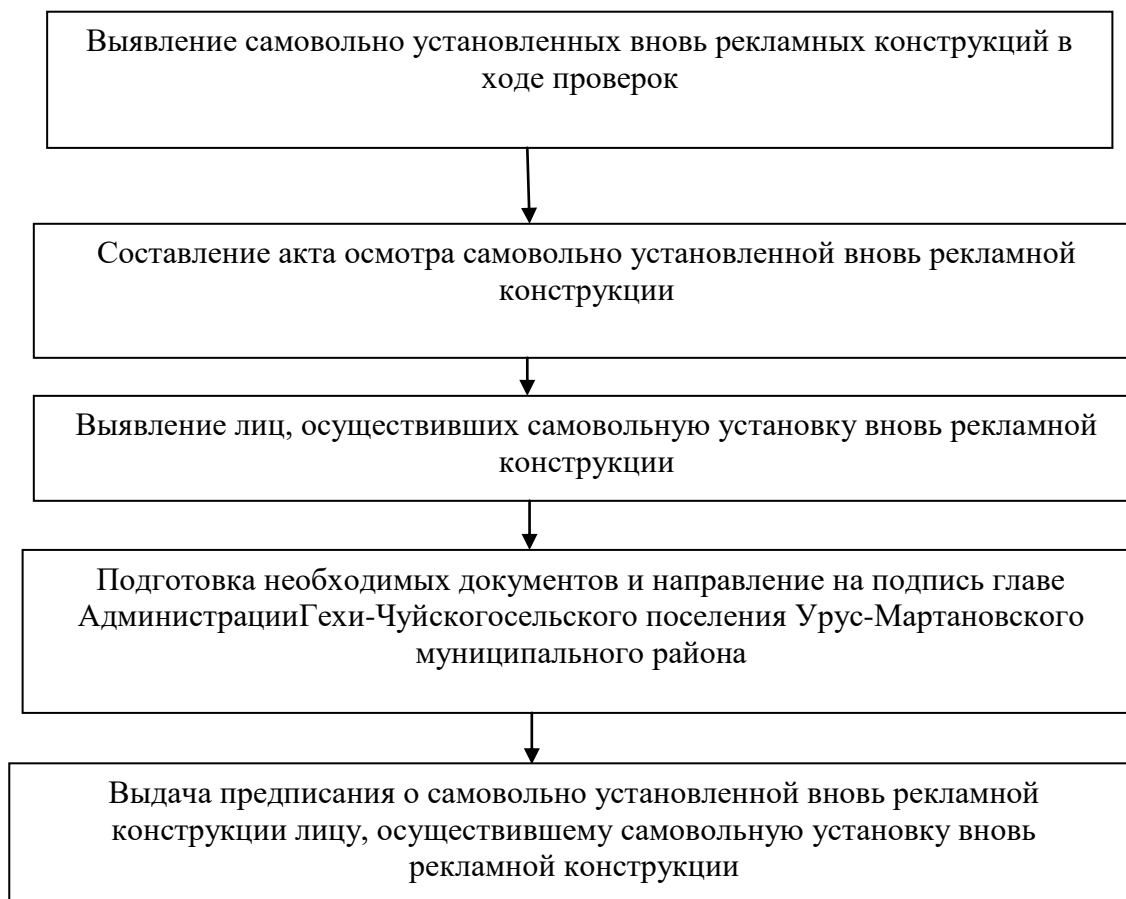 Выявление самовольно установленных вновь рекламных конструкций в
ходе проверок
Составление акта осмотра самовольно установленной вновь рекламной
конструкции
Выявление лиц, осуществивших самовольную установку вновь рекламной
конструкции
Подготовка необходимых документов и направление на подпись главе
АдминистрацииГехи-Чуйскогосельского поселения Урус-Мартановского
муниципального района
Выдача предписания о самовольно установленной вновь рекламной
конструкции лицу, осуществившему самовольную установку вновь
рекламной конструкции